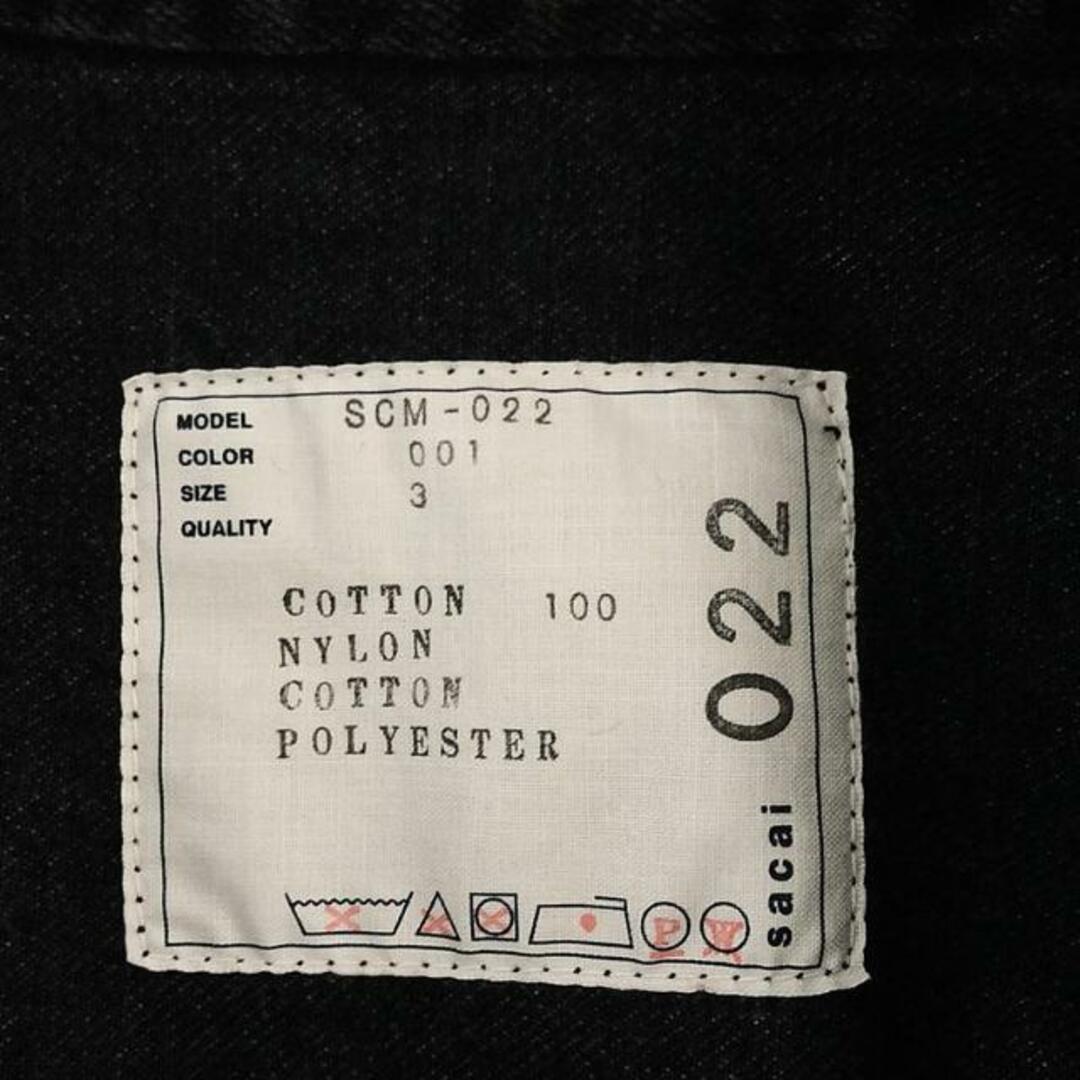 MODEL SCM-022
COLOR 001
SIZE 3
QUALITY
COTTON 100
NYLON
COTTON
POLYESTER
P W
sacai 022